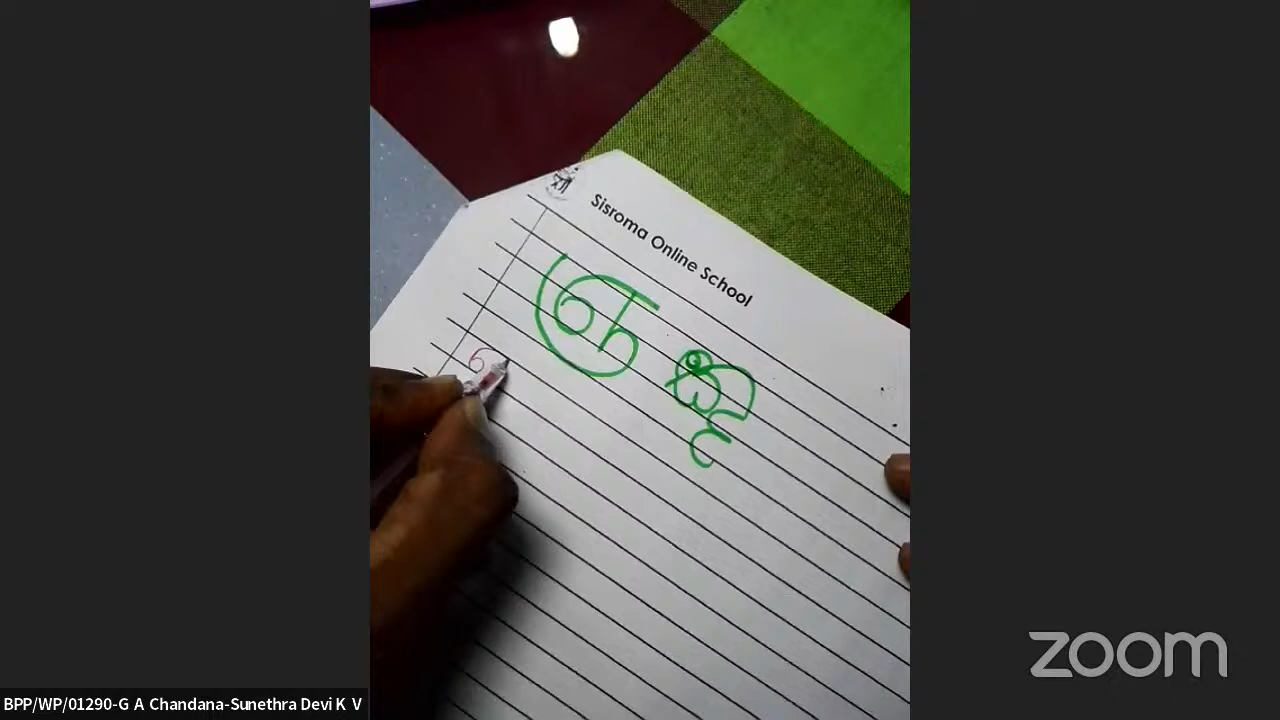 Sisroma Online School
கு කු
BPP/WP/01290-G A Chandana-Sunethra Devi K V
zoom